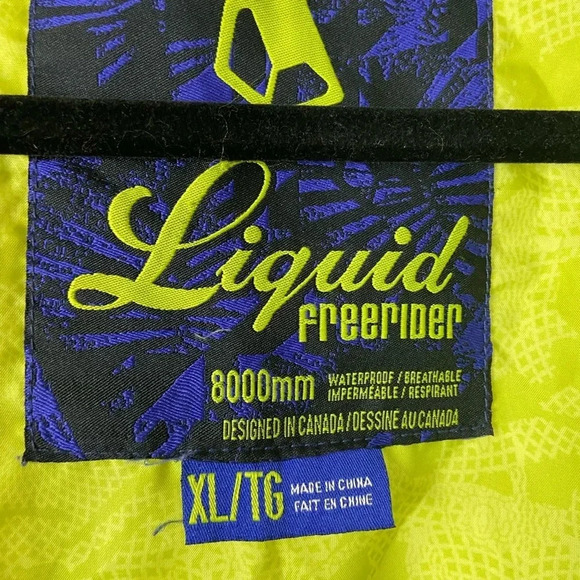 Liquid
freerider
8000mm WATERPROOF / BREATHABLE
IMPERMÉABLE / RESPIRANT
DESIGNED IN CANADA / DESSINE AU CANADA
XL/TG MADE IN CHINA
FAIT EN CHINE